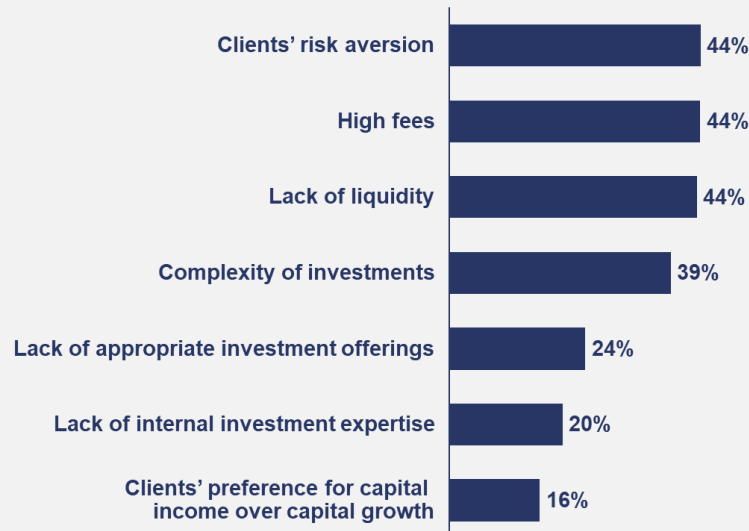 Clients’ risk aversion 44%
High fees 44%
Lack of liquidity 44%
Complexity of investments 39%
Lack of appropriate investment offerings 24%
Lack of internal investment expertise 20%
Clients’ preference for capital
income over capital growth 16%